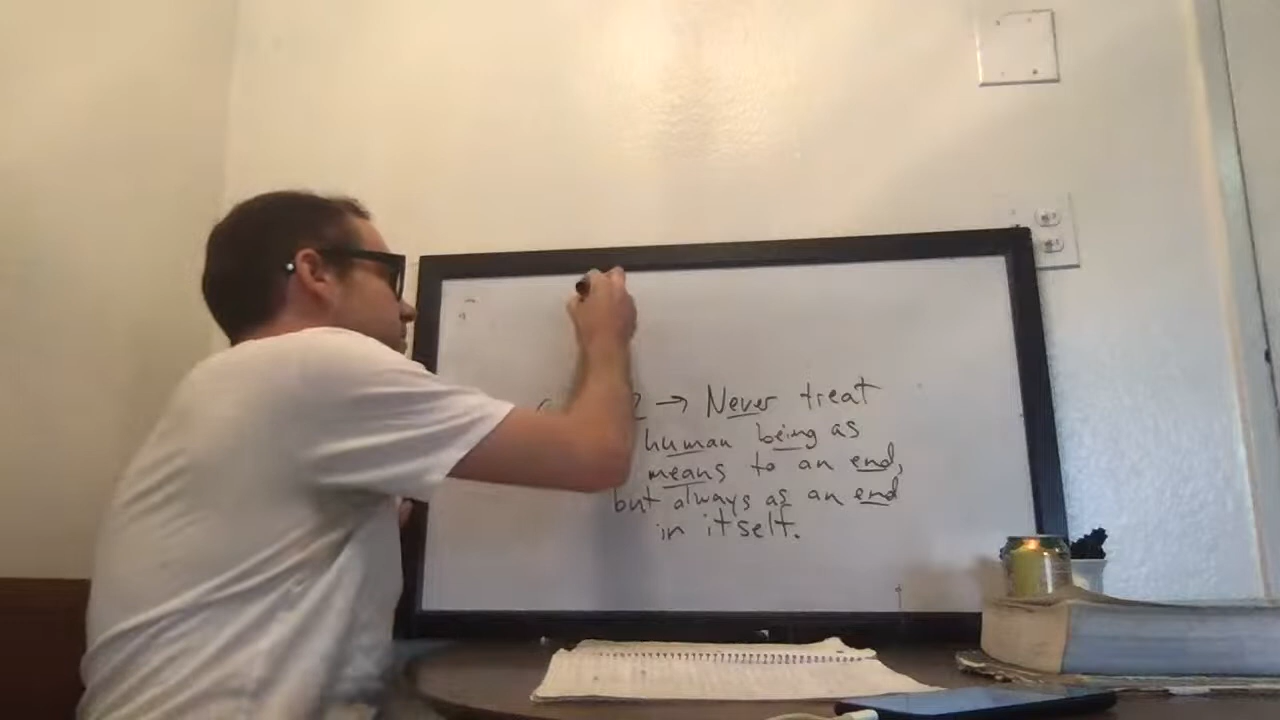 2 → Never treat
human being as
means to an end,
but always as an end
in itself.